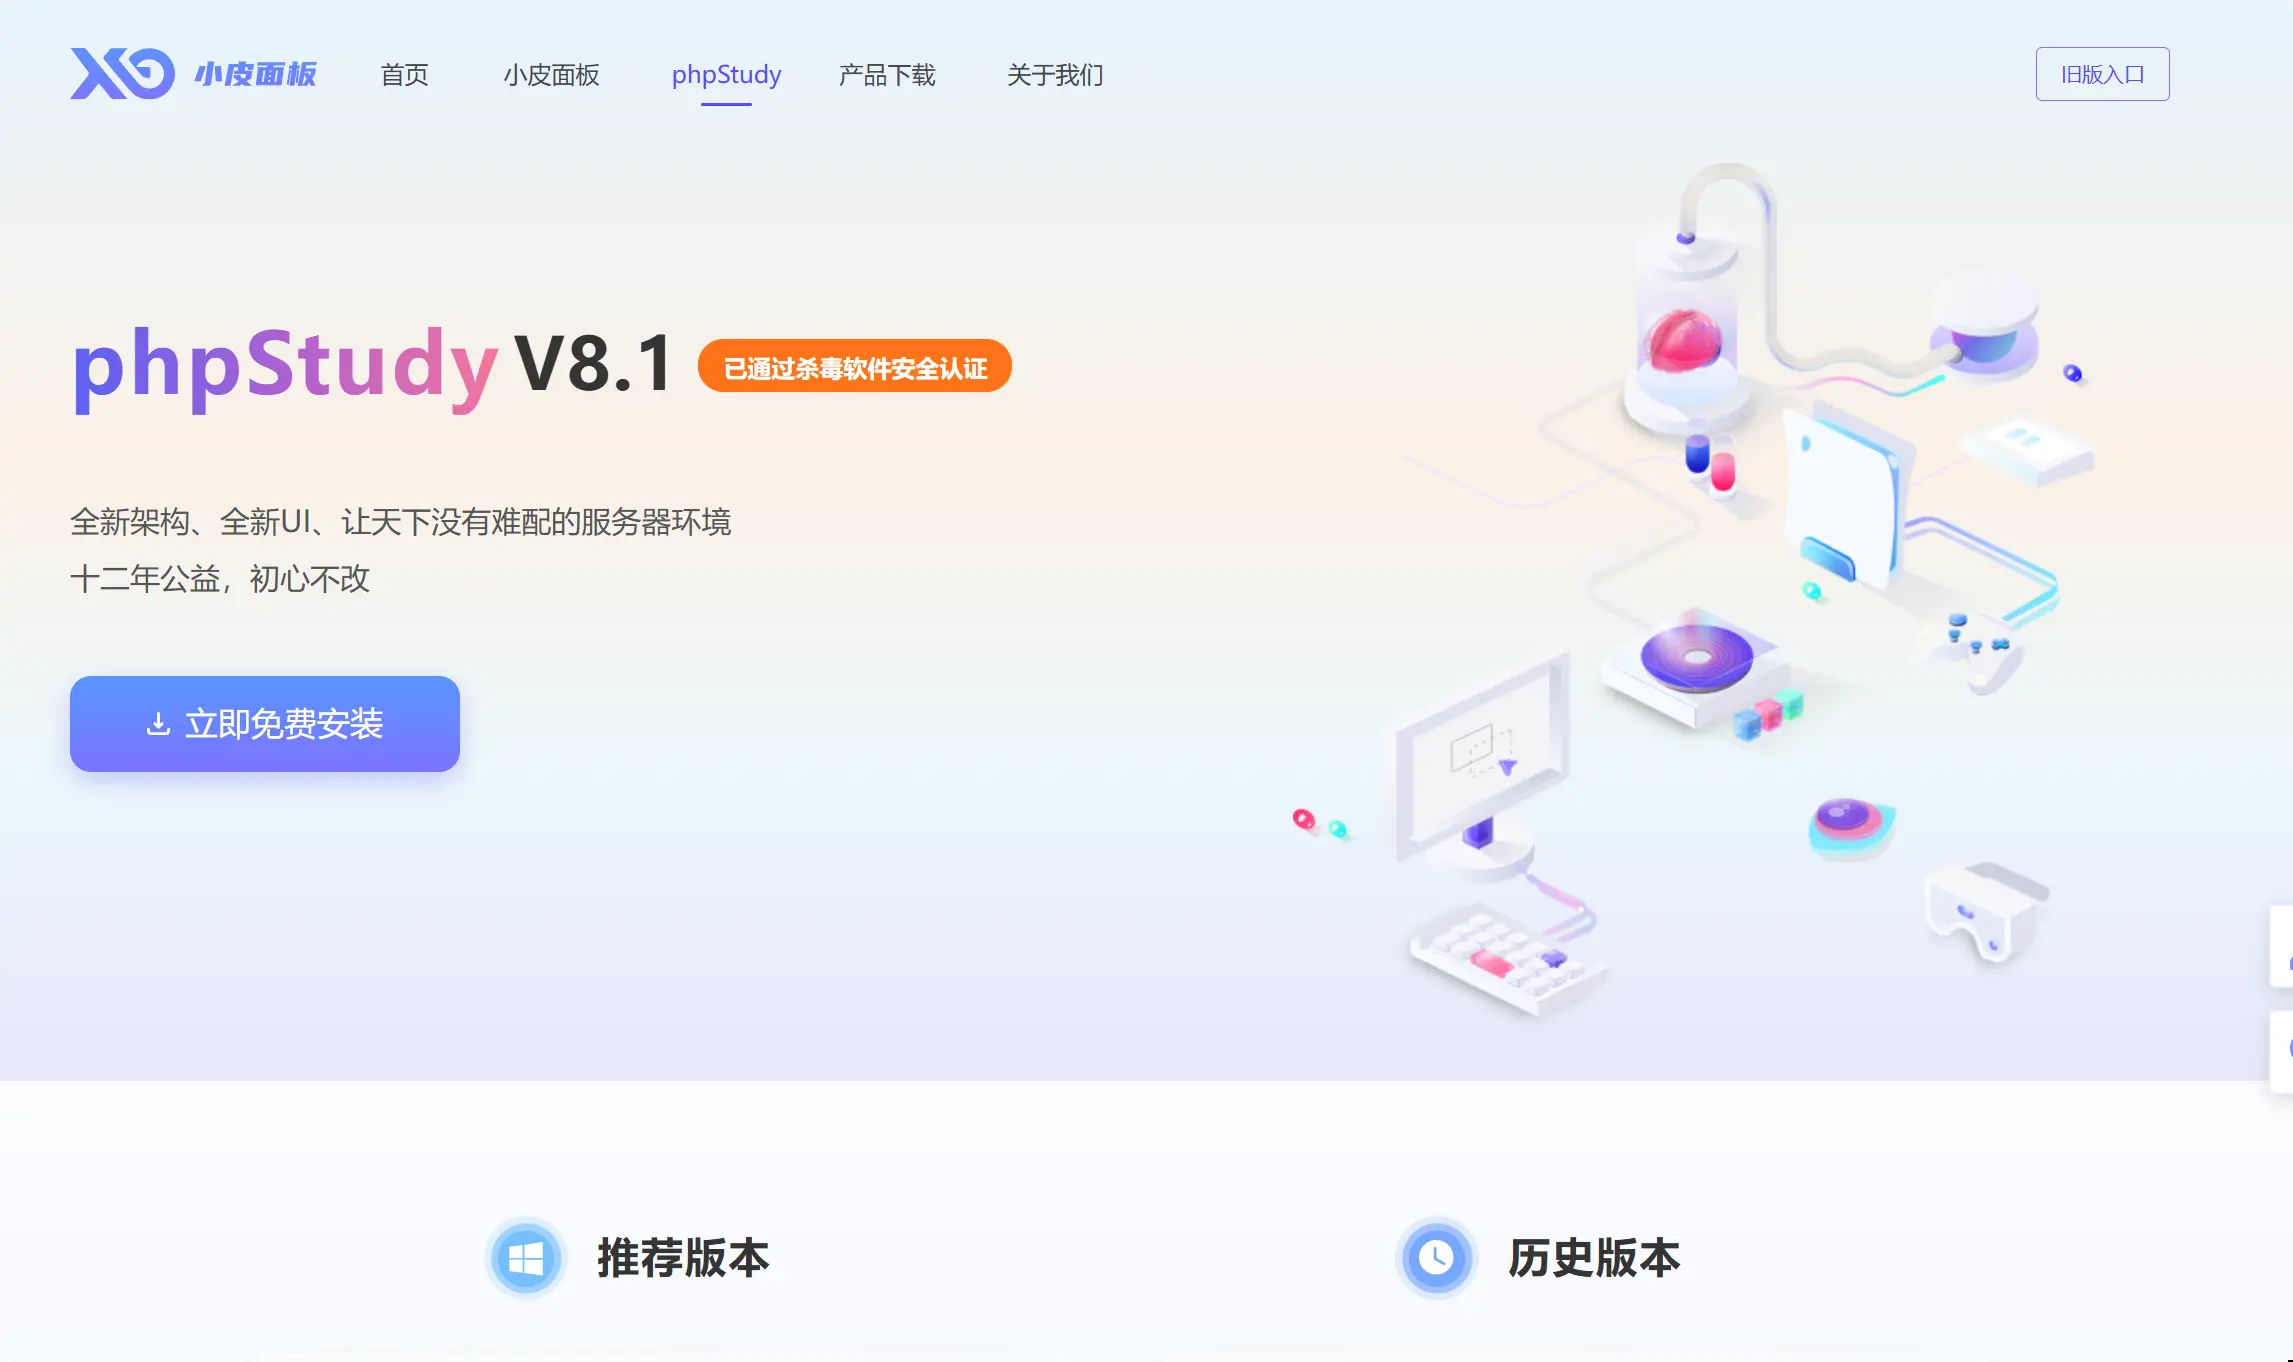 小皮面板
首页
小皮面板
phpStudy
产品下载
关于我们
旧版入口
phpStudy V8.1
已通过杀毒软件安全认证
全新架构、全新UI、让天下没有难配的服务器环境
十二年公益，初心不改
立即免费安装
推荐版本
历史版本